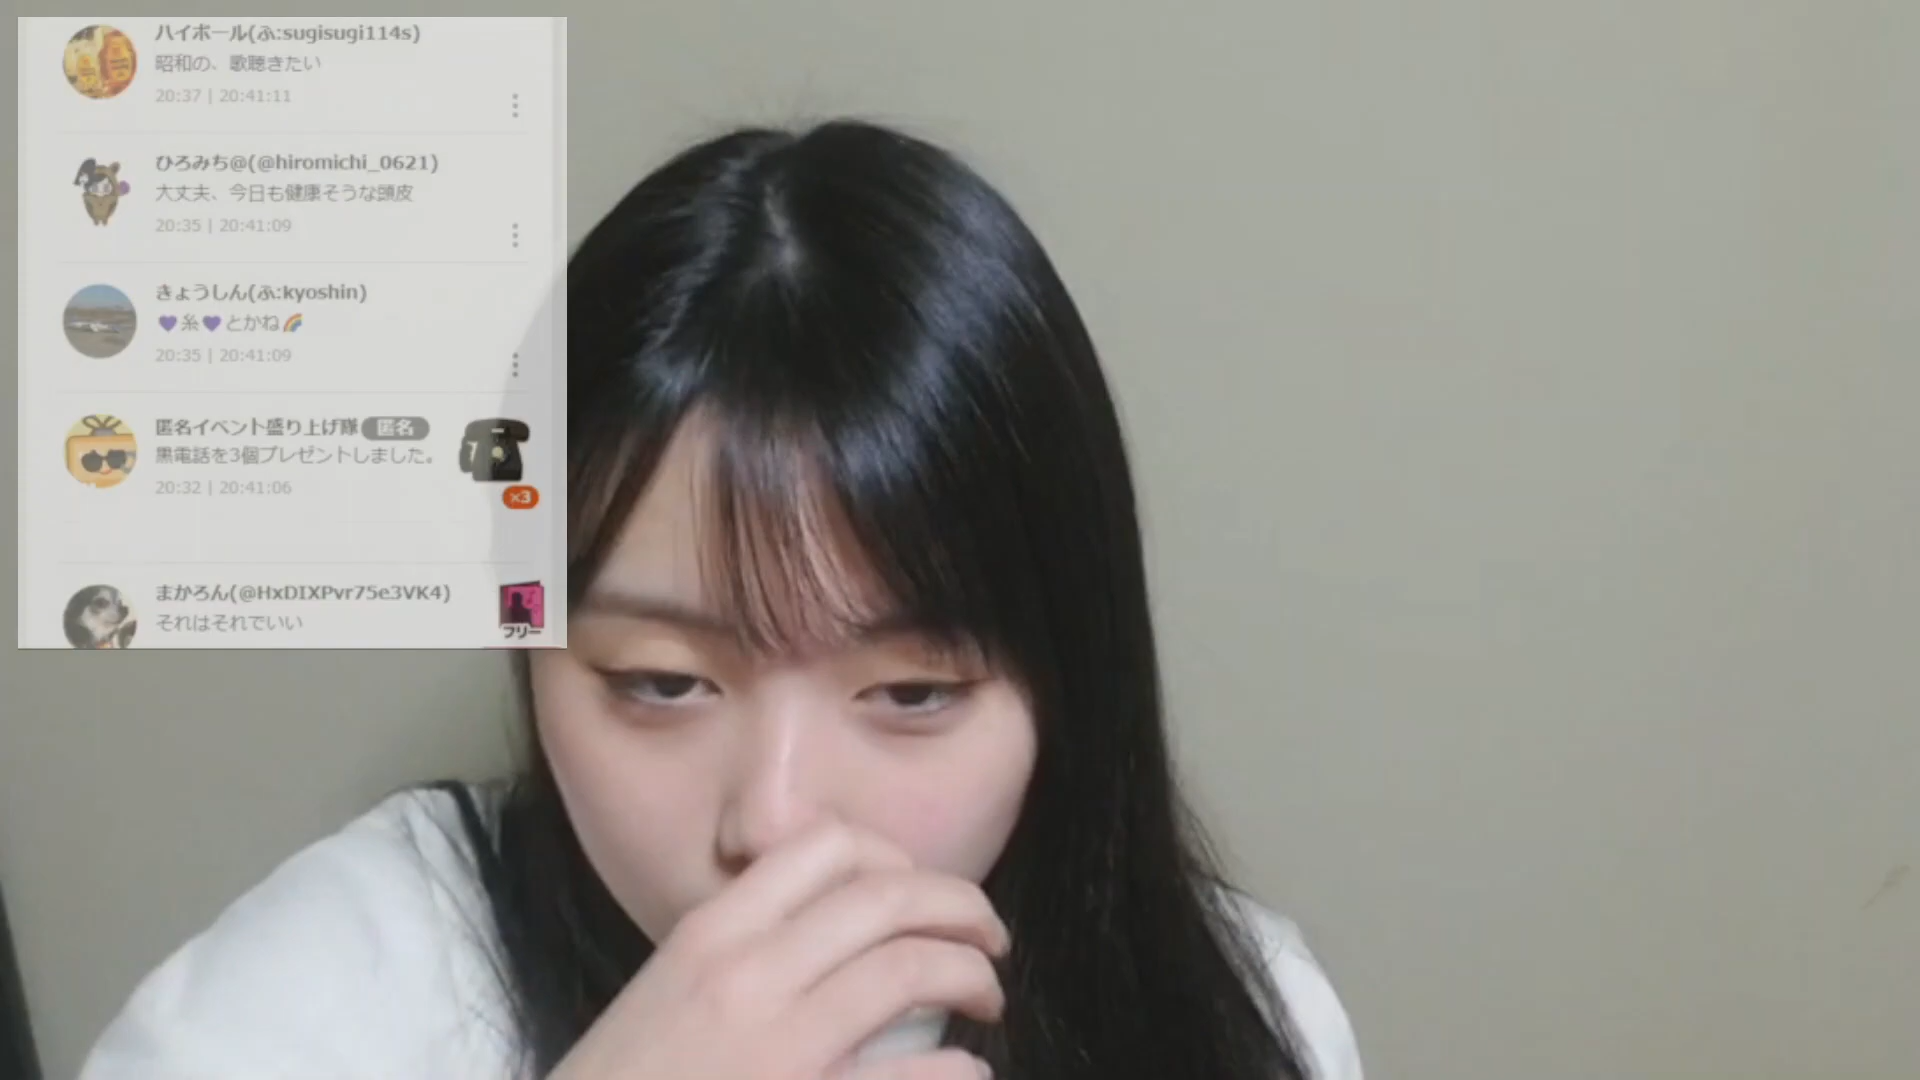 ハイボール(ふ:sugisugi114s)
昭和の、歌聴きたい
20:37 | 20:41:11
ひろみち@(@hiromichi_0621)
大丈夫、今日も健康そうな頭皮
20:35 | 20:41:09
きょうしん(ふ:kyoshin)
💜糸💜とかね🌈
20:35 | 20:41:09
匿名イベント盛り上げ隊 匿名
黒電話を3個プレゼントしました。
20:32 | 20:41:06
×3
まかろん(@HxDIXPvr75e3VK4)
それはそれでいい
フリー